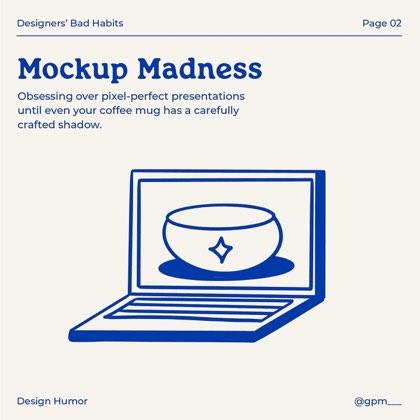 Designers’ Bad Habits
Page 02
Mockup Madness
Obsessing over pixel-perfect presentations
until even your coffee mug has a carefully
crafted shadow.
Design Humor
@gpm___